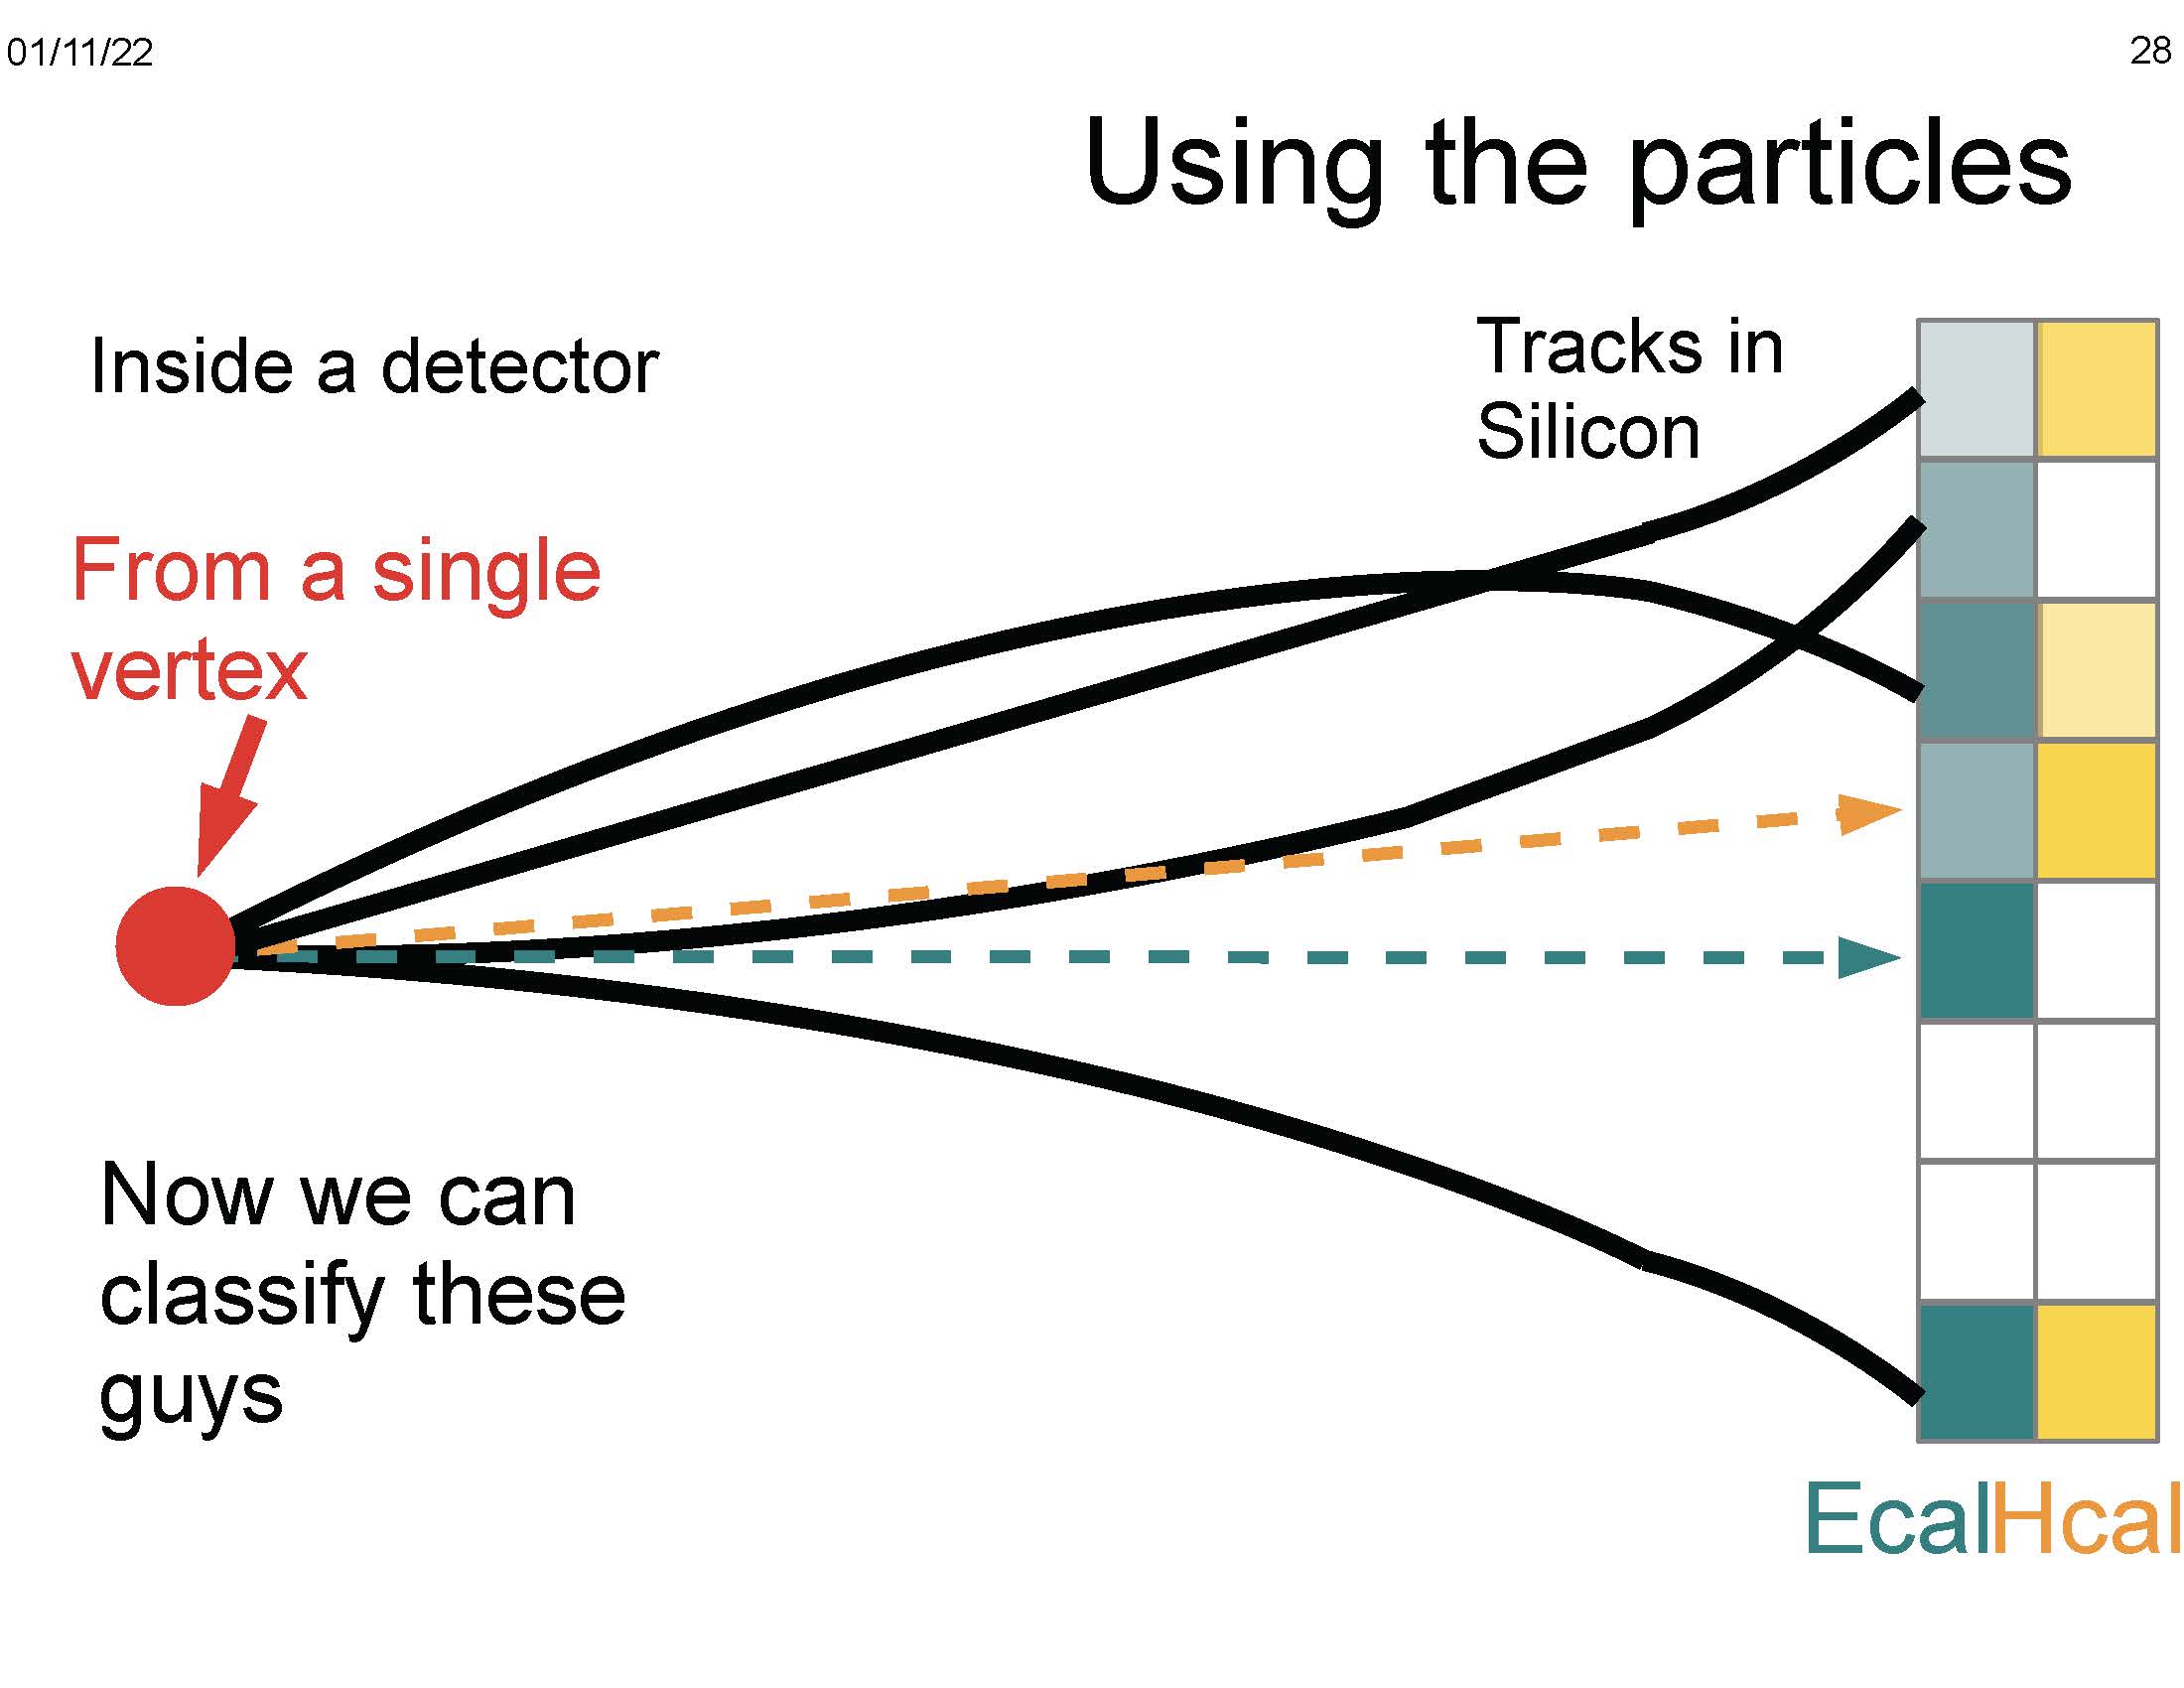 01/11/22
28
Using the particles
Inside a detector
Tracks in
Silicon
From a single
vertex
Now we can
classify these
guys
EcalHcal